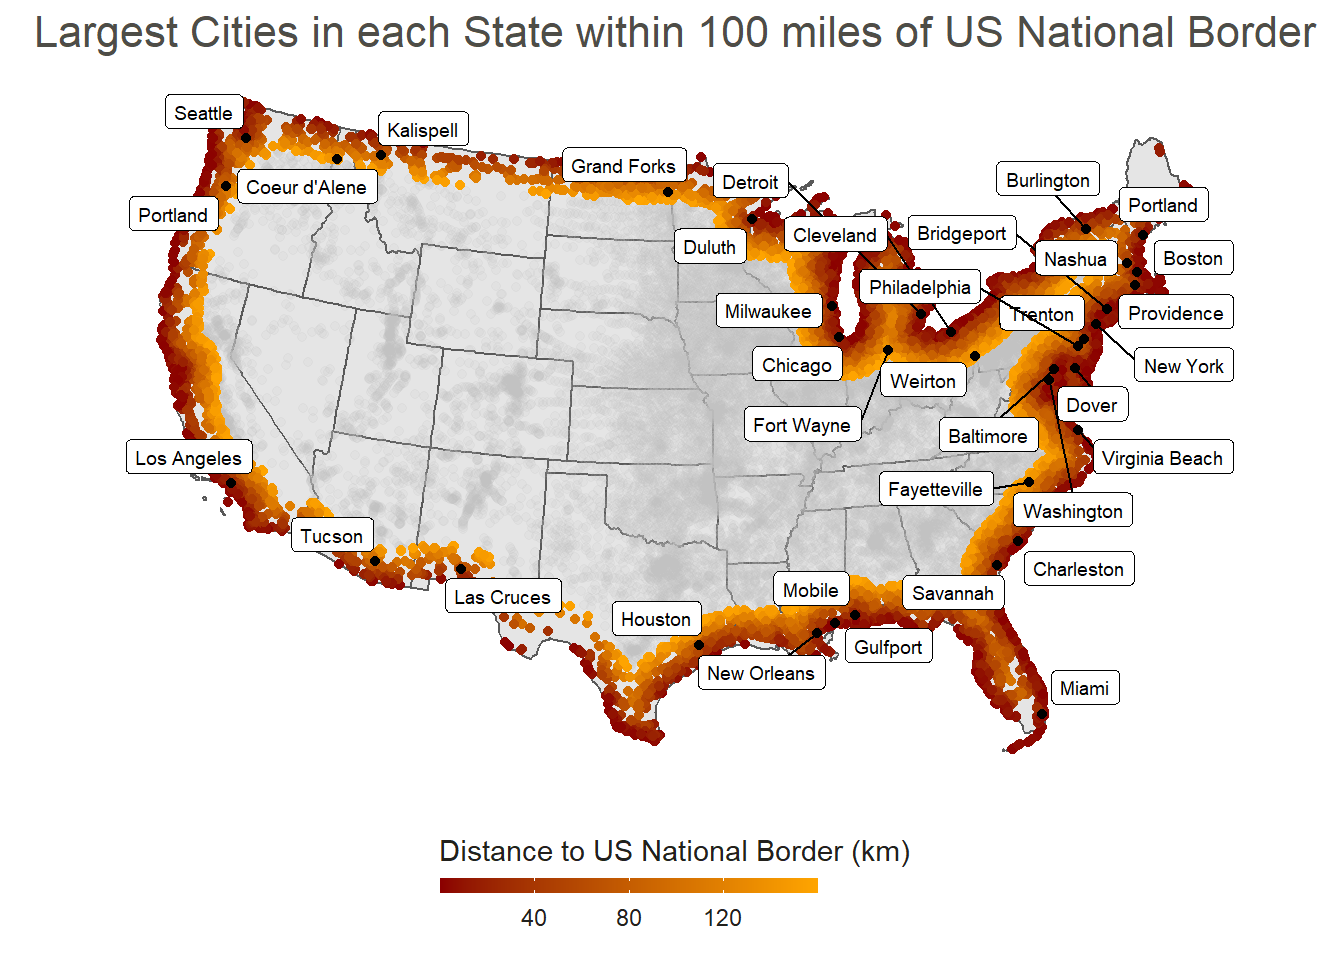 Largest Cities in each State within 100 miles of US National Border
Seattle
Kalispell
Grand Forks
Detroit
Burlington
Coeur d'Alene
Portland
Portland
Cleveland
Bridgeport
Duluth
Nashua
Boston
Philadelphia
Milwaukee
Trenton
Providence
Chicago
Weirton
New York
Dover
Fort Wayne
Baltimore
Los Angeles
Virginia Beach
Fayetteville
Washington
Tucson
Charleston
Las Cruces
Mobile
Savannah
Houston
Gulfport
New Orleans
Miami
Distance to US National Border (km)
40 80 120